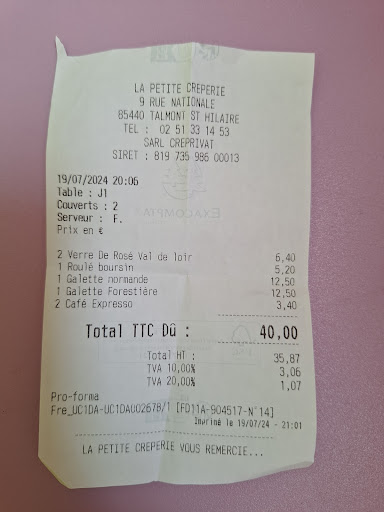 LA PETITE CREPERIE
9 RUE NATIONALE
85440 TALMONT ST HILAIRE
TEL : 02 51 33 14 53
SARL CREPRIVAT
SIRET : 819 735 986 00013
EXACOMPTA
19/07/2024 20:05
Table : J1
Couverts : 2
Serveur : F.
Prix en €
2 Verre De Rosé Val de loir 6,40
1 Roulé boursin 5,20
1 Galette normande 12,50
1 Galette Forestière 12,50
2 Café Expresso 3,40
Total TTC Dû : 40,00
Total HT : 35,87
TVA 10,00% 3,06
TVA 20,00% 1,07
Pro-forma
Fre_UC1DA-UC1DAU02678/1 [FD11A-904517-N°14]
Imprimé le 19/07/24 - 21:01
LA PETITE CREPERIE VOUS REMERCIE...